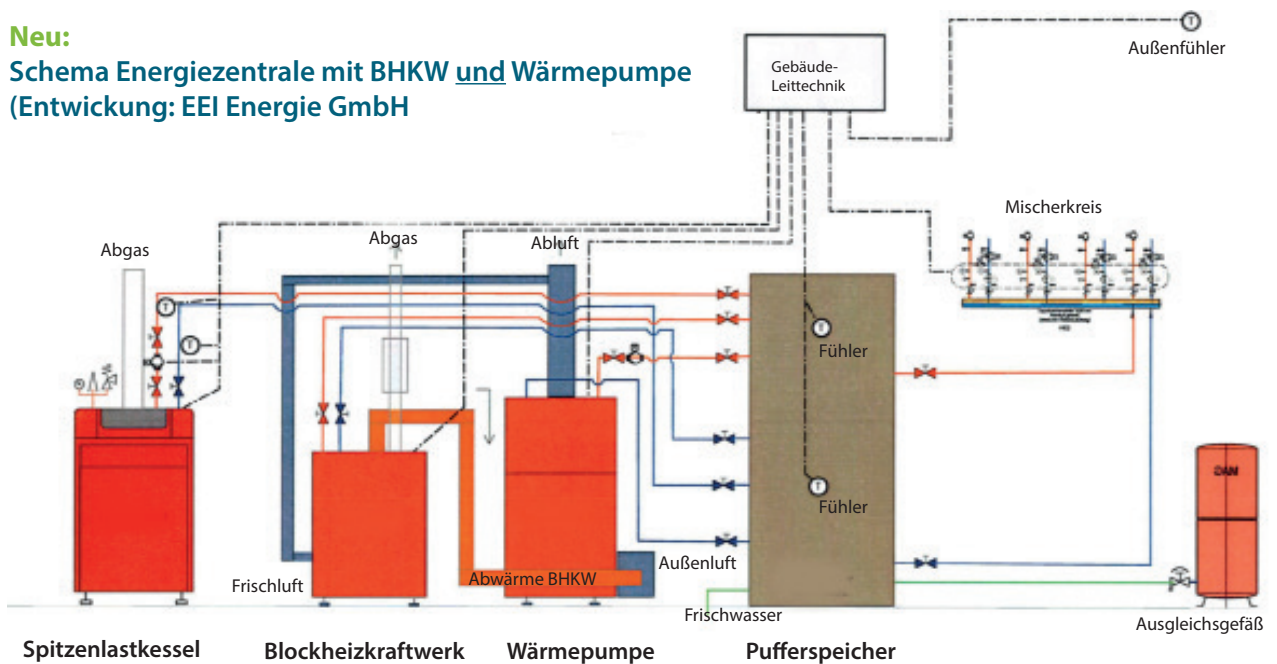 Neu:
Schema Energiezentrale mit BHKW und Wärmepumpe
(Entwickung: EEI Energie GmbH
Gebäude-
Leittechnik
T
Außenfühler
Abgas
Abgas
Abluft
Mischerkreis
T
T
T
Fühler
T
Fühler
Frischluft
Abwärme BHKW
Außenluft
Frischwasser
Ausgleichsgefäß
Spitzenlastkessel
Blockheizkraftwerk
Wärmepumpe
Pufferspeicher